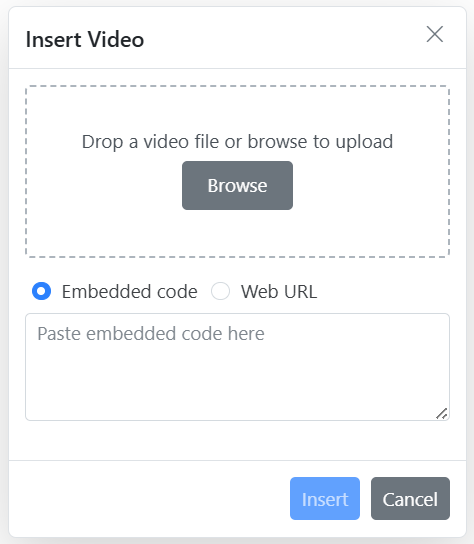 Insert Video
Drop a video file or browse to upload
Browse
Embedded code Web URL
Paste embedded code here
Insert Cancel